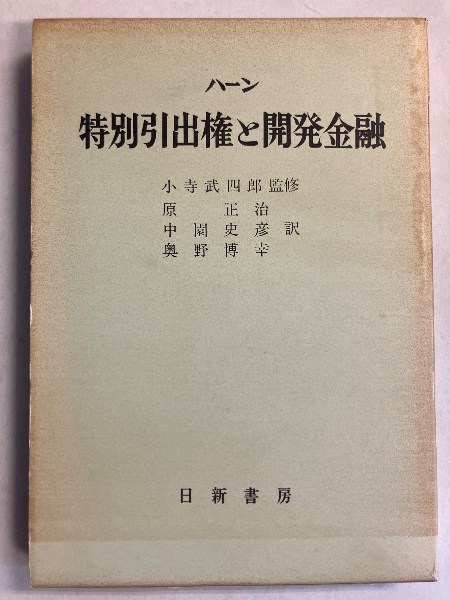 ハーン
特別引出権と開発金融
小寺武四郎監修
原正治
中園史彦訳
奥野博幸
日新書房